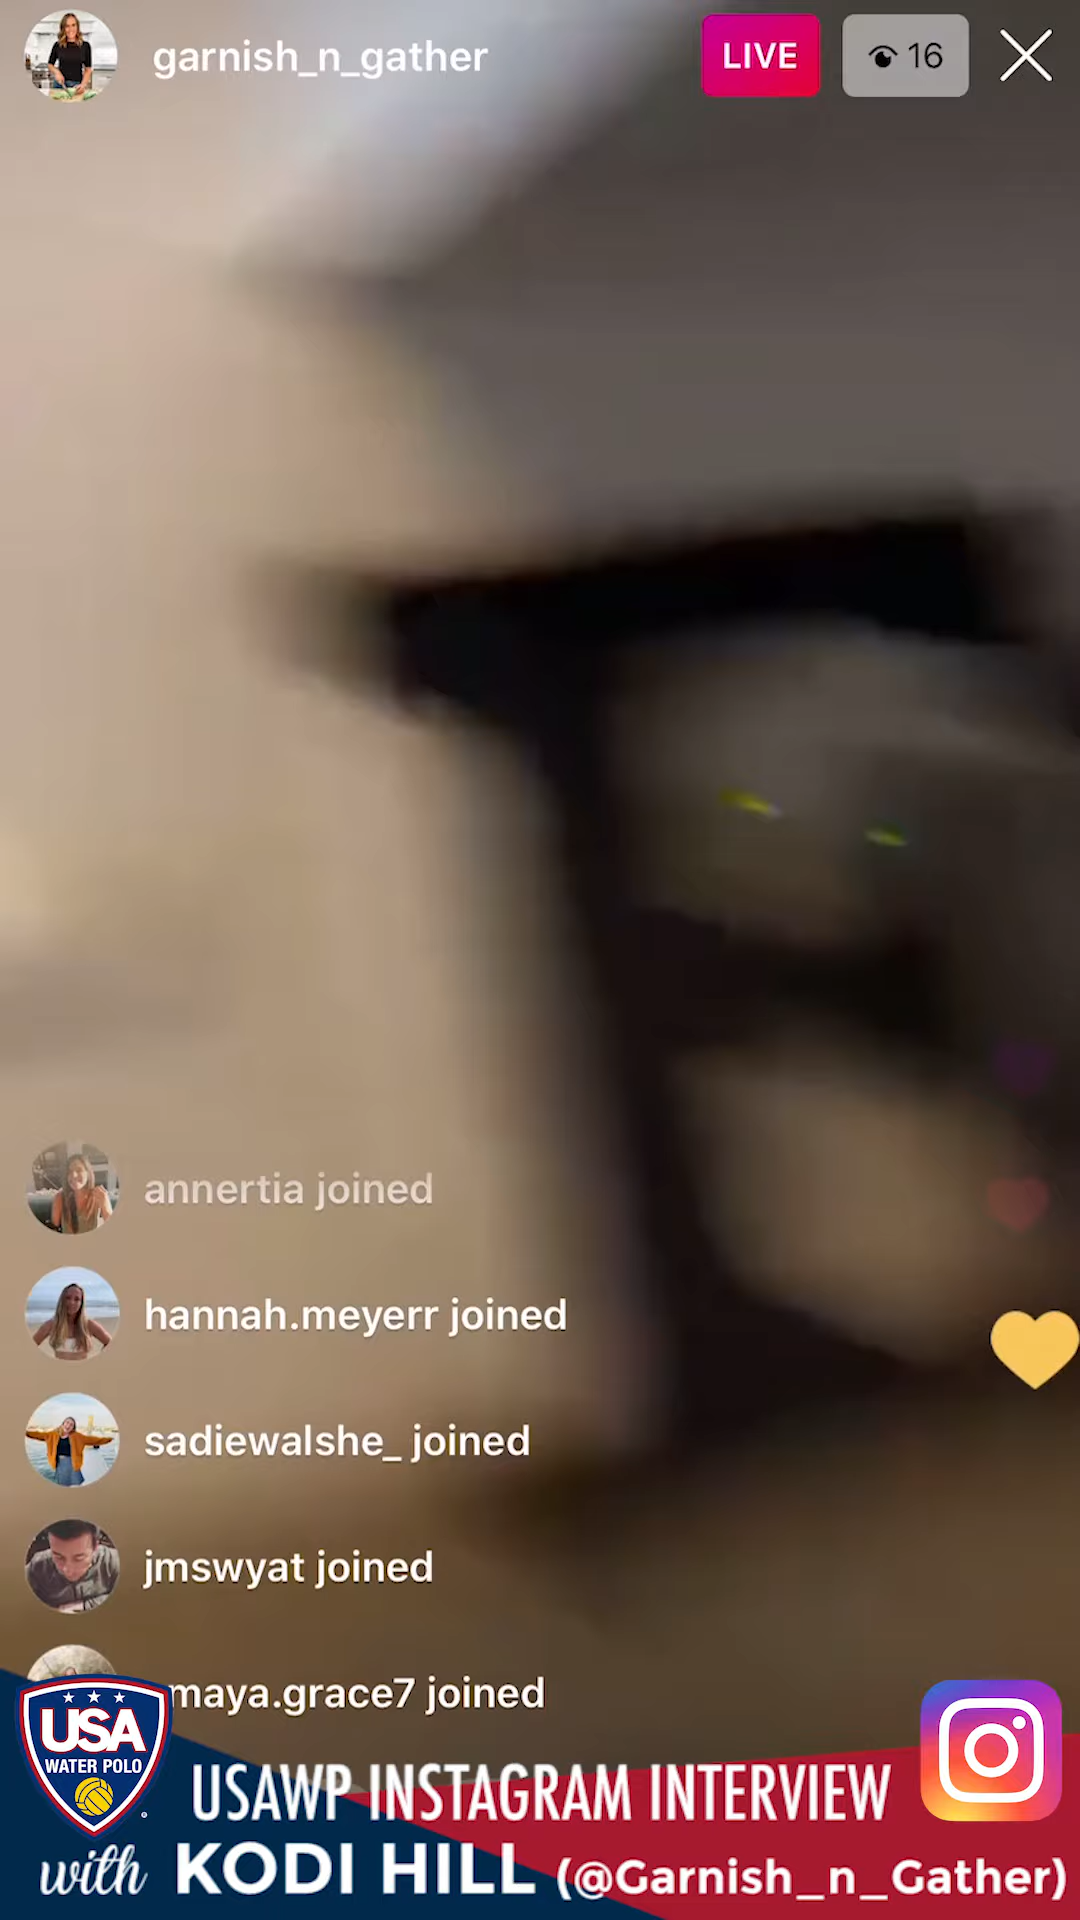 garnish_n_gather
LIVE
16
annertia joined
hannah.meyerr joined
sadiewalshe_ joined
jmswyat joined
maya.grace7 joined
USA
WATER POLO
USAWP INSTAGRAM INTERVIEW
with KODI HILL (@Garnish_n_Gather)